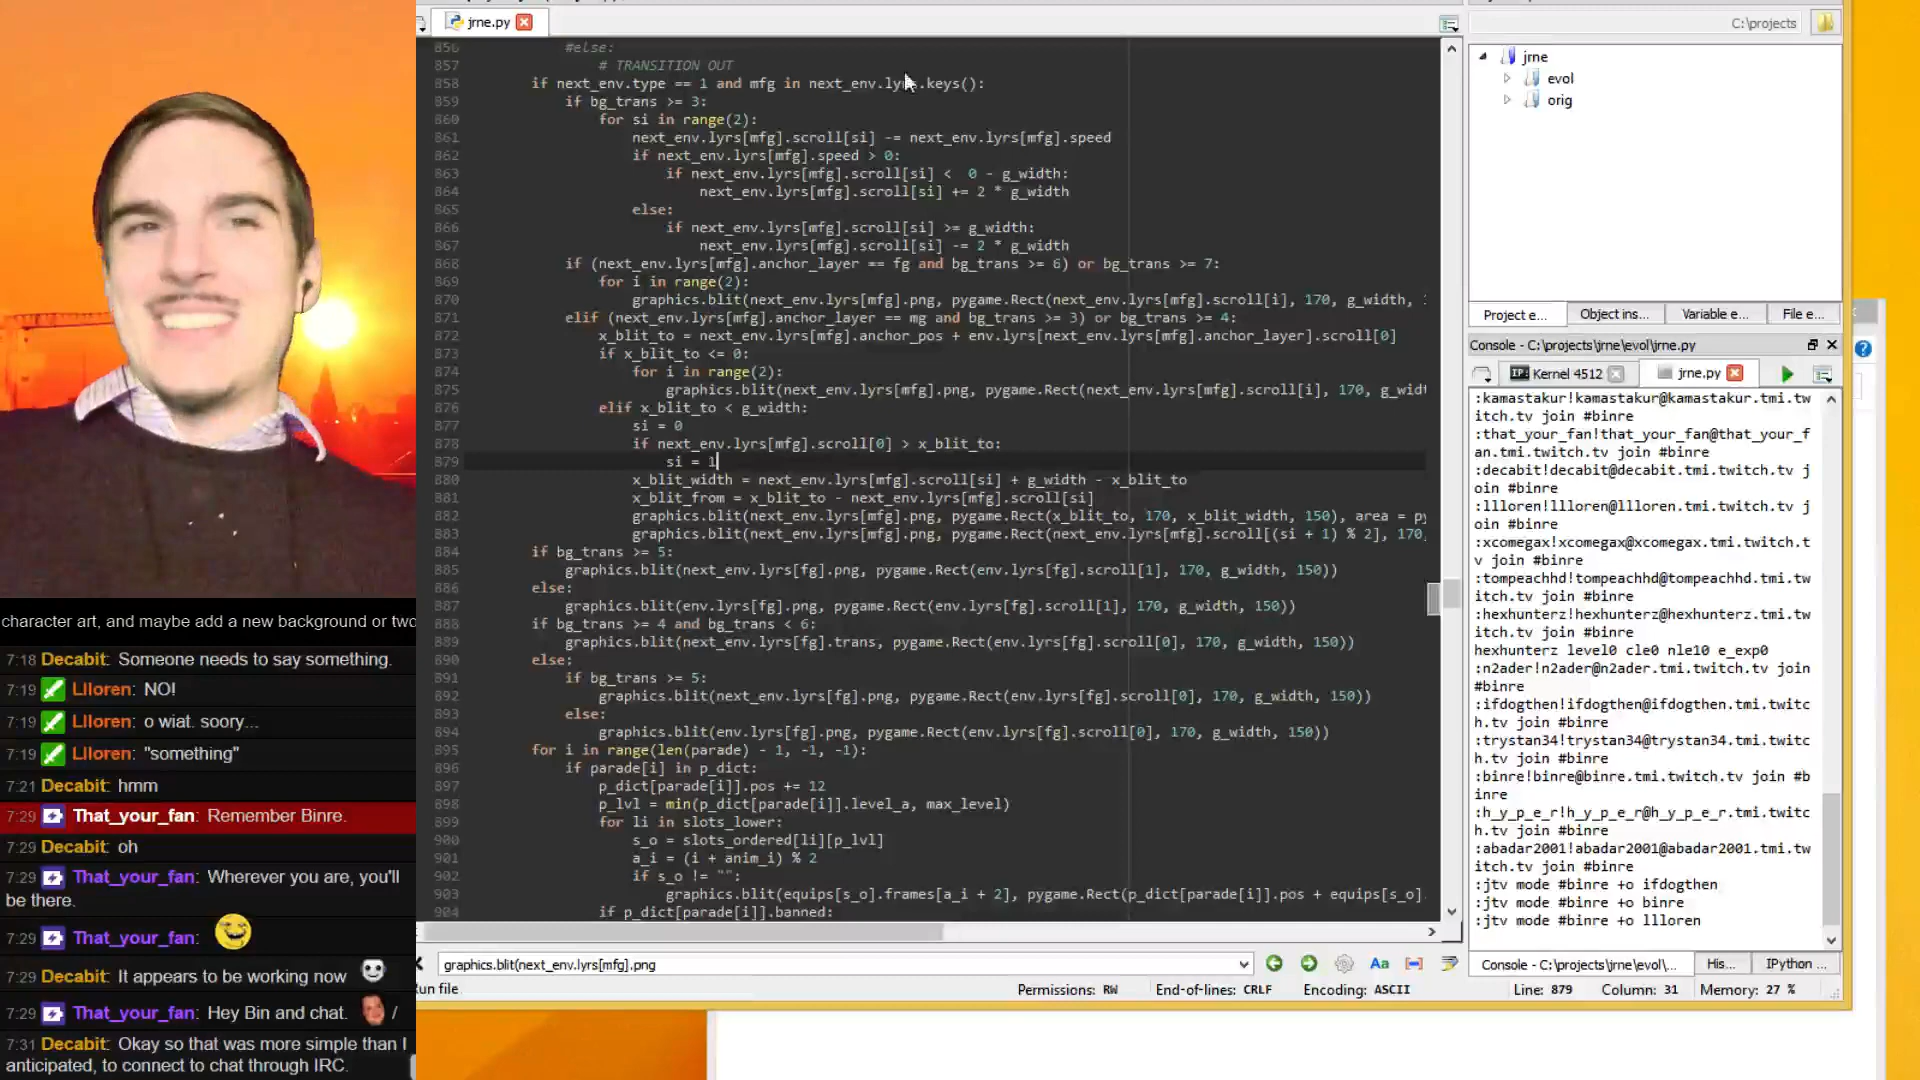 character art, and maybe add a new background or two
7:18 Decabit: Someone needs to say something.
7:19 Llloren: NO!
7:19 Llloren: o wiat. soory...
7:19 Llloren: "something"
7:21 Decabit: hmm
7:29 That_your_fan: Remember Binre.
7:29 Decabit: oh
7:29 That_your_fan: Wherever you are, you'll
be there.
7:29 That_your_fan:
7:29 Decabit: It appears to be working now
7:29 That_your_fan: Hey Bin and chat. /
7:31 Decabit: Okay so that was more simple than I
anticipated, to connect to chat through IRC.
jrne.py
856 #else:
857 # TRANSITION OUT
858 if next_env.type == 1 and mfg in next_env.lyrs.keys():
859 if bg_trans >= 3:
860 for si in range(2):
861 next_env.lyrs[mfg].scroll[si] -= next_env.lyrs[mfg].speed
862 if next_env.lyrs[mfg].speed > 0:
863 if next_env.lyrs[mfg].scroll[si] < 0 - g_width:
864 next_env.lyrs[mfg].scroll[si] += 2 * g_width
865 else:
866 if next_env.lyrs[mfg].scroll[si] >= g_width:
867 next_env.lyrs[mfg].scroll[si] -= 2 * g_width
868 if (next_env.lyrs[mfg].anchor_layer == fg and bg_trans >= 6) or bg_trans >= 7:
869 for i in range(2):
870 graphics.blit(next_env.lyrs[mfg].png, pygame.Rect(next_env.lyrs[mfg].scroll[i], 170, g_width,
871 elif (next_env.lyrs[mfg].anchor_layer == mg and bg_trans >= 3) or bg_trans >= 4:
872 x_blit_to = next_env.lyrs[mfg].anchor_pos + env.lyrs[next_env.lyrs[mfg].anchor_layer].scroll[0]
873 if x_blit_to <= 0:
874 for i in range(2):
875 graphics.blit(next_env.lyrs[mfg].png, pygame.Rect(next_env.lyrs[mfg].scroll[i], 170, g_widt
876 elif x_blit_to < g_width:
877 si = 0
878 if next_env.lyrs[mfg].scroll[0] > x_blit_to:
879 si = 1
880 x_blit_width = next_env.lyrs[mfg].scroll[si] + g_width - x_blit_to
881 x_blit_from = x_blit_to - next_env.lyrs[mfg].scroll[si]
882 graphics.blit(next_env.lyrs[mfg].png, pygame.Rect(x_blit_to, 170, x_blit_width, 150), area = py
883 graphics.blit(next_env.lyrs[mfg].png, pygame.Rect(next_env.lyrs[mfg].scroll[(si + 1) % 2], 170,
884 if bg_trans >= 5:
885 graphics.blit(next_env.lyrs[fg].png, pygame.Rect(env.lyrs[fg].scroll[1], 170, g_width, 150))
886 else:
887 graphics.blit(env.lyrs[fg].png, pygame.Rect(env.lyrs[fg].scroll[1], 170, g_width, 150))
888 if bg_trans >= 4 and bg_trans < 6:
889 graphics.blit(next_env.lyrs[fg].trans, pygame.Rect(env.lyrs[fg].scroll[0], 170, g_width, 150))
890 else:
891 if bg_trans >= 5:
892 graphics.blit(next_env.lyrs[fg].png, pygame.Rect(env.lyrs[fg].scroll[0], 170, g_width, 150))
893 else:
894 graphics.blit(env.lyrs[fg].png, pygame.Rect(env.lyrs[fg].scroll[0], 170, g_width, 150))
895 for i in range(len(parade) - 1, -1, -1):
896 if parade[i] in p_dict:
897 p_dict[parade[i]].pos += 12
898 p_lvl = min(p_dict[parade[i]].level_a, max_level)
899 for li in slots_lower:
900 s_o = slots_ordered[li][p_lvl]
901 a_i = (i + anim_i) % 2
902 if s_o != "":
903 graphics.blit(equips[s_o].frames[a_i + 2], pygame.Rect(p_dict[parade[i]].pos + equips[s_o].
904 if p_dict[parade[i]].banned:
graphics.blit(next_env.lyrs[mfg].png
Aa
un file
Permissions: RW End-of-lines: CRLF Encoding: ASCII Line: 879 Column: 31 Memory: 27 %
C:\projects
jrne
evol
orig
Project e... Object ins... Variable e... File e...
Console - C:\projects\jrne\evol\jrne.py
Kernel 4512 jrne.py
:kamastakur!kamastakur@kamastakur.tmi.tw
itch.tv join #binre
:that_your_fan!that_your_fan@that_your_f
an.tmi.twitch.tv join #binre
:decabit!decabit@decabit.tmi.twitch.tv j
oin #binre
:llloren!llloren@llloren.tmi.twitch.tv j
oin #binre
:xcomegax!xcomegax@xcomegax.tmi.twitch.t
v join #binre
:tompeachhd!tompeachhd@tompeachhd.tmi.tw
itch.tv join #binre
:hexhunterz!hexhunterz@hexhunterz.tmi.tw
itch.tv join #binre
hexhunterz level0 cle0 nle10 e_exp0
:n2ader!n2ader@n2ader.tmi.twitch.tv join
#binre
:ifdogthen!ifdogthen@ifdogthen.tmi.twitc
h.tv join #binre
:trystan34!trystan34@trystan34.tmi.twitc
h.tv join #binre
:binre!binre@binre.tmi.twitch.tv join #b
inre
:h_y_p_e_r!h_y_p_e_r@h_y_p_e_r.tmi.twitc
h.tv join #binre
:abadar2001!abadar2001@abadar2001.tmi.tw
itch.tv join #binre
:jtv mode #binre +o ifdogthen
:jtv mode #binre +o binre
:jtv mode #binre +o llloren
Console - C:\projects\jrne\evol\... His... IPython ...